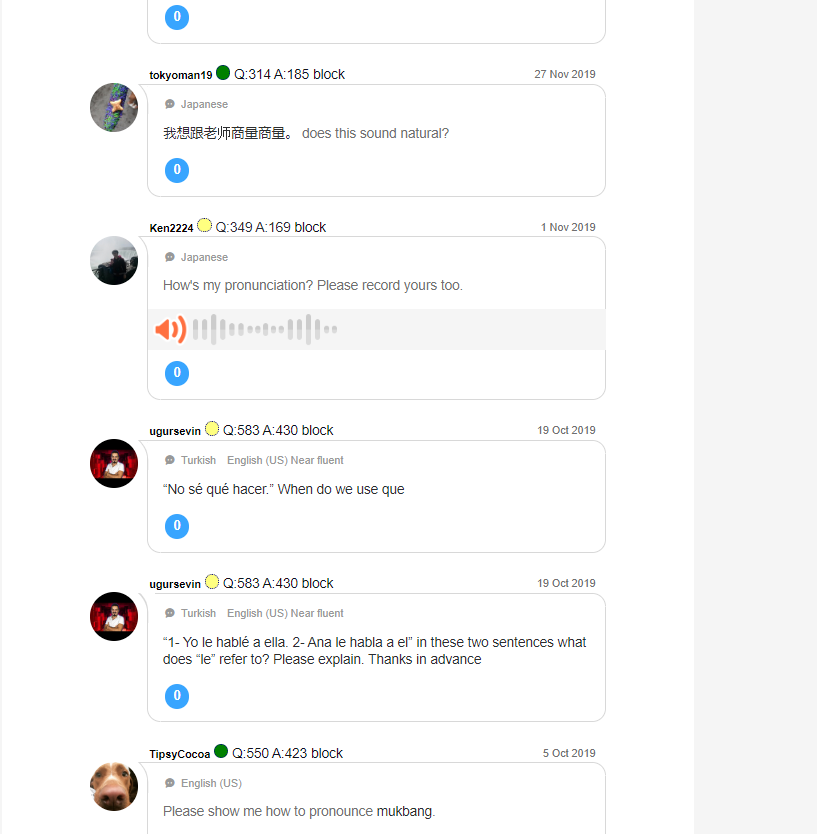 0
tokyoman19 Q:314 A:185 block 27 Nov 2019
Japanese
我想跟老师商量商量。 does this sound natural?
0
Ken2224 Q:349 A:169 block 1 Nov 2019
Japanese
How's my pronunciation? Please record yours too.
0
ugursevin Q:583 A:430 block 19 Oct 2019
Turkish English (US) Near fluent
“No sé qué hacer.” When do we use que
0
ugursevin Q:583 A:430 block 19 Oct 2019
Turkish English (US) Near fluent
“1- Yo le hablé a ella. 2- Ana le habla a el” in these two sentences what
does “le” refer to? Please explain. Thanks in advance
0
TipsyCocoa Q:550 A:423 block 5 Oct 2019
English (US)
Please show me how to pronounce mukbang.